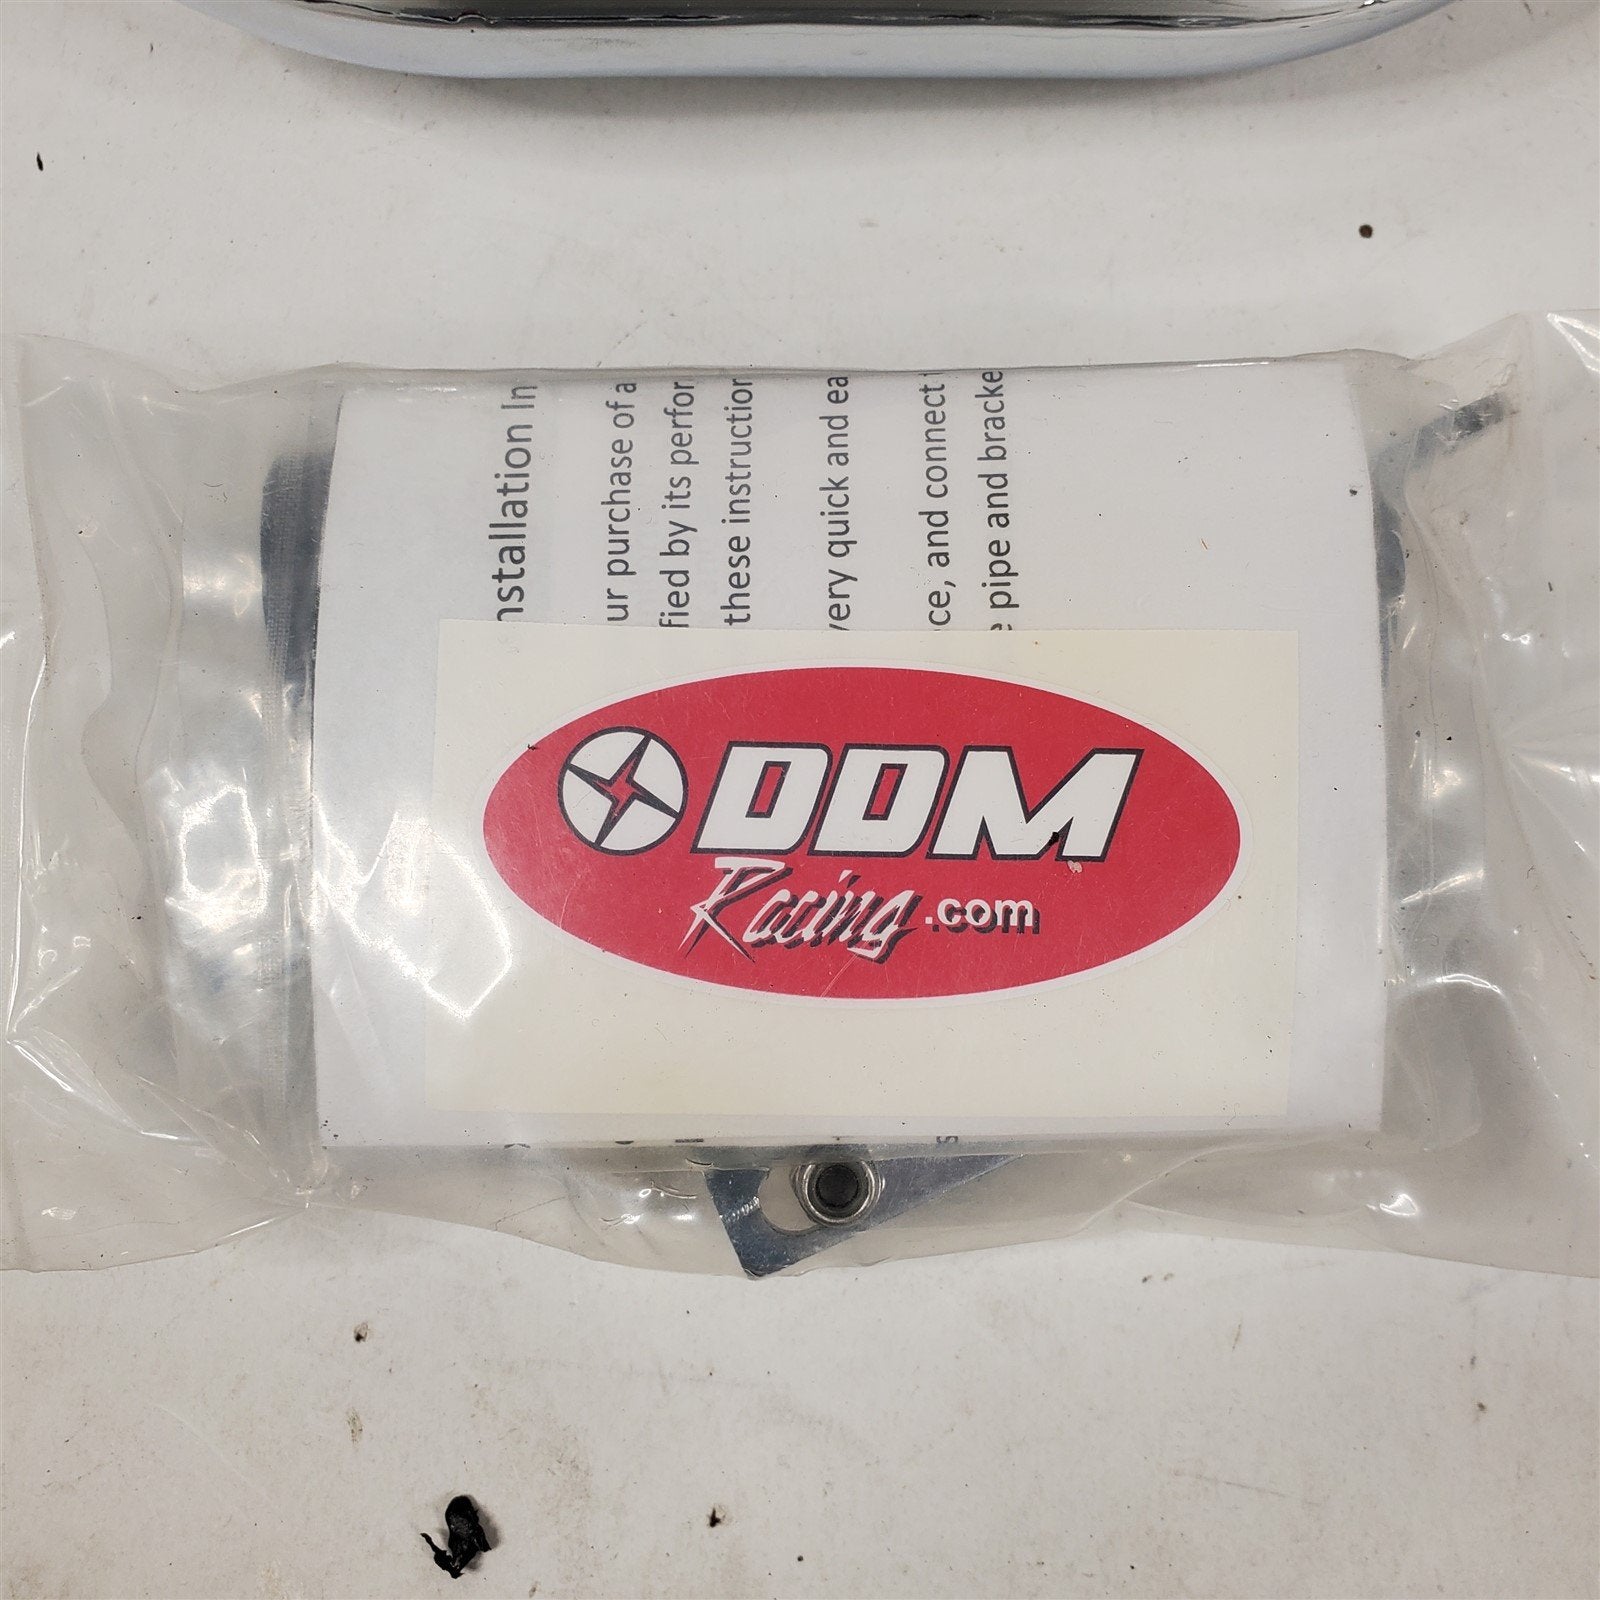 nstallation In
ur purchase of a
fied by its perfor
these instruction
very quick and ea
ce, and connect
e pipe and bracke
DDM
Racing.com